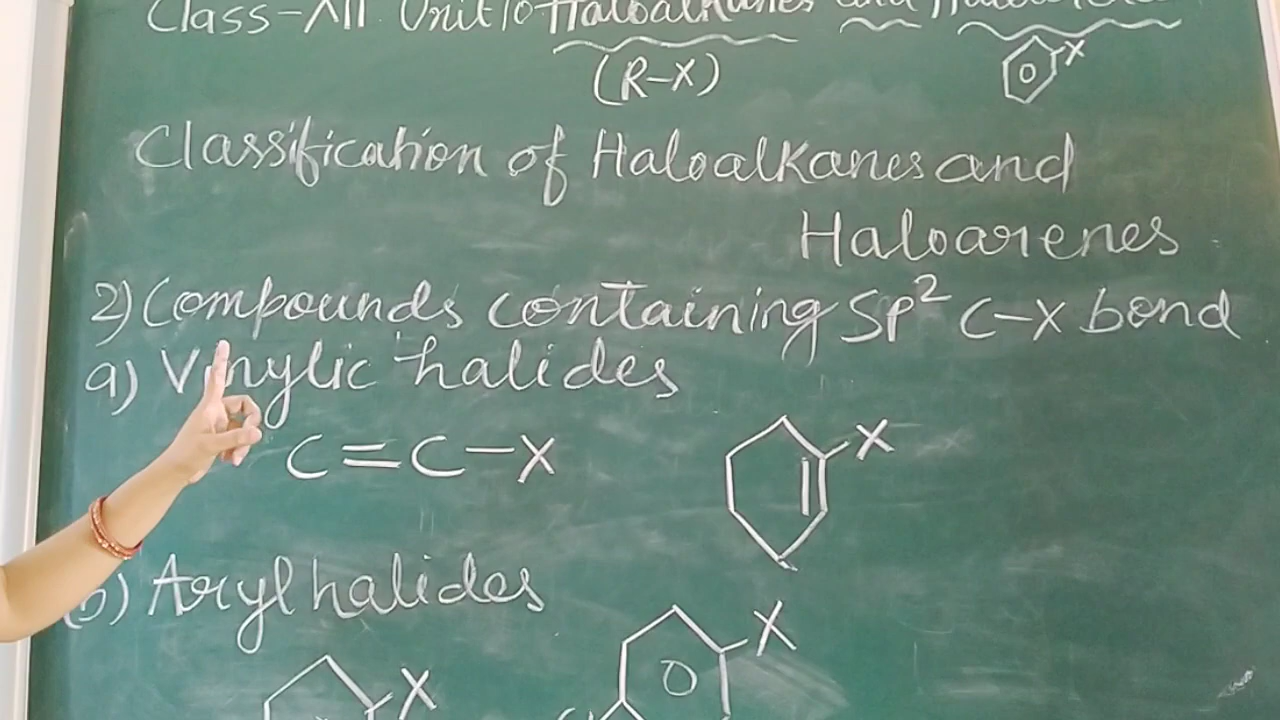 Class-XII Unit 10 Haloalkanes and Haloarenes
(R-X)
X
Classification of Haloalkanes and
Haloarenes
2) Compounds containing Sp² C-X bond
a) Vinylic halides
C=C-X
X
b) Aryl halides
X
X